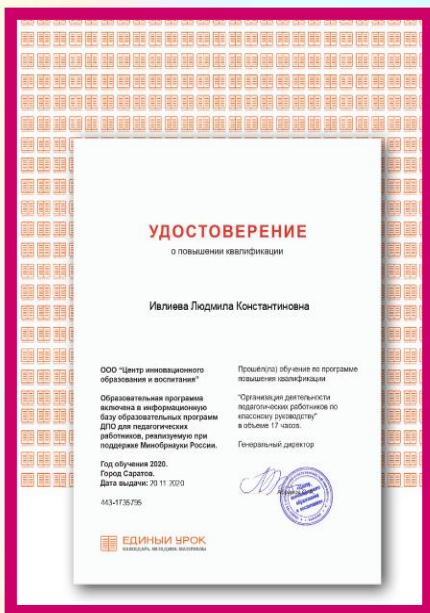 УДОСТОВЕРЕНИЕ
о повышении квалификации
Ивлиева Людмила Константиновна
ООО "Центр инновационного
образования и воспитания"
Образовательная программа
включена в информационную
базу образовательных программ
ДПО для педагогических
работников, реализуемую при
поддержке Минобрнауки России.
Год обучения 2020.
Город Саратов.
Дата выдачи: 20.11.2020
443-1735795
Прошёл(ла) обучение по программе
повышения квалификации
"Организация деятельности
педагогических работников по
классному руководству"
в объеме 17 часов.
Генеральный директор
ЕДИНЫЙ УРОК